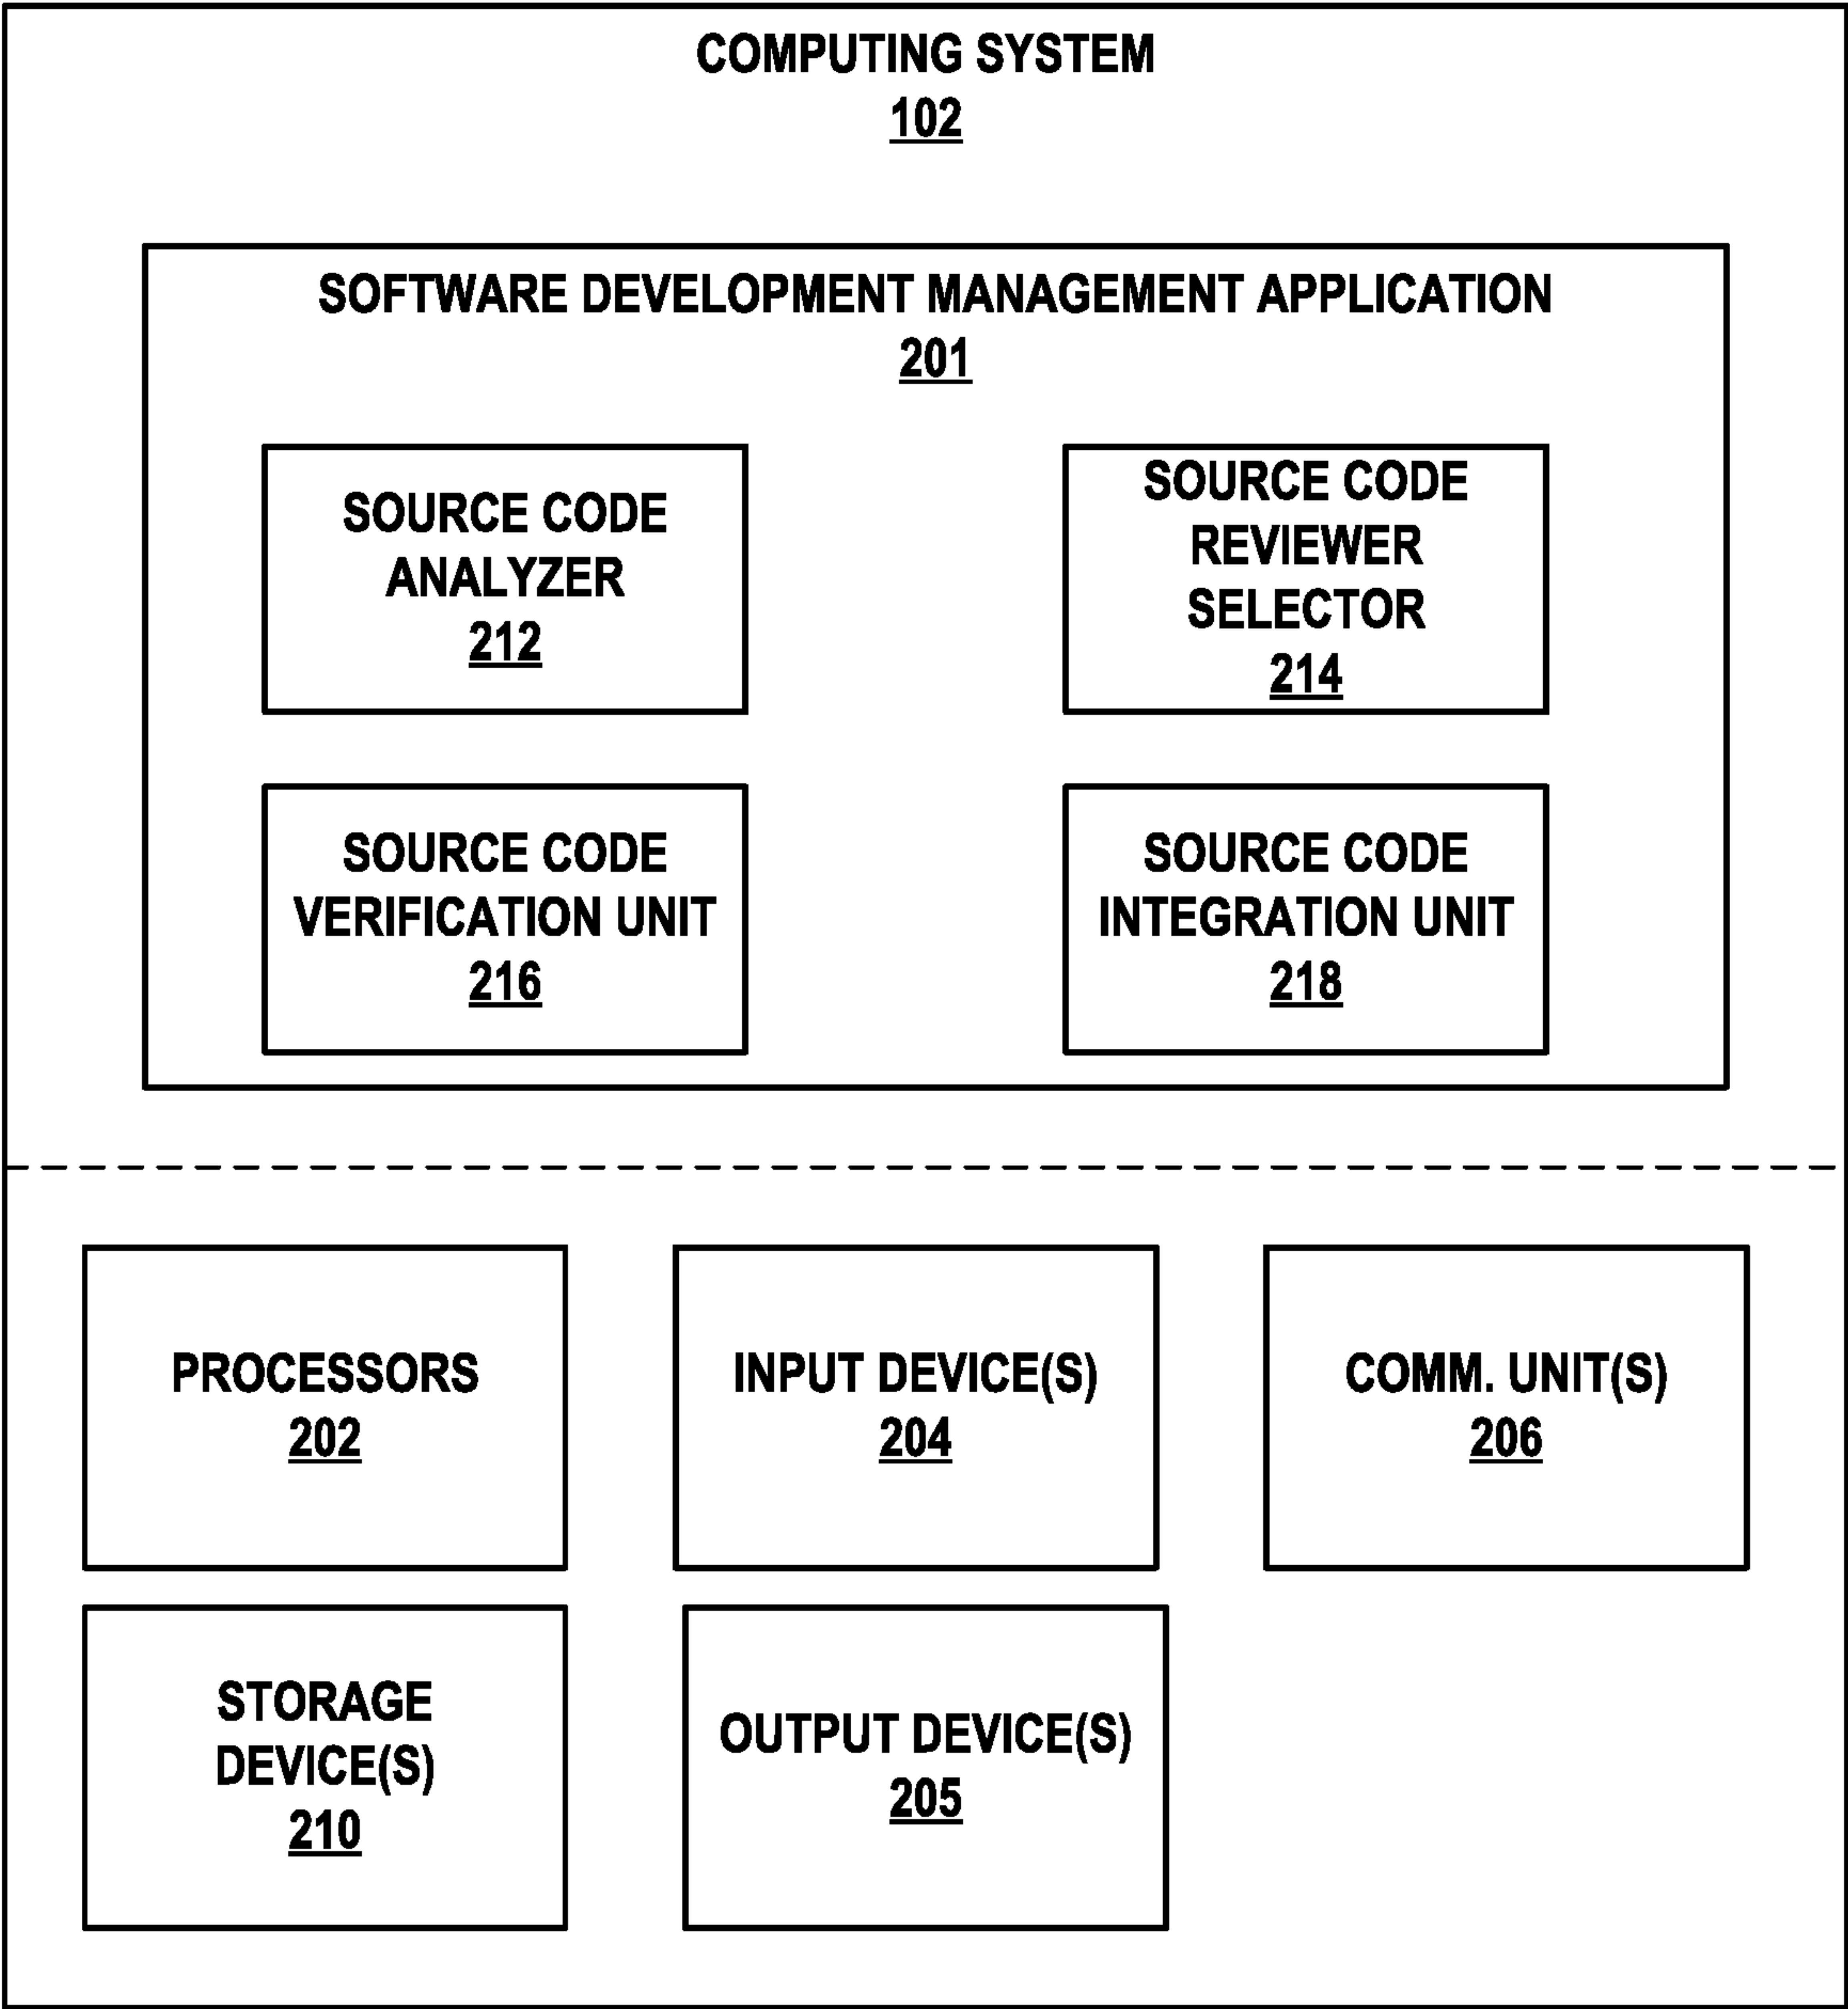 COMPUTING SYSTEM
102
SOFTWARE DEVELOPMENT MANAGEMENT APPLICATION
201
SOURCE CODE
ANALYZER
212
SOURCE CODE
REVIEWER
SELECTOR
214
SOURCE CODE
VERIFICATION UNIT
216
SOURCE CODE
INTEGRATION UNIT
218
PROCESSORS
202
INPUT DEVICE(S)
204
COMM. UNIT(S)
206
STORAGE
DEVICE(S)
210
OUTPUT DEVICE(S)
205